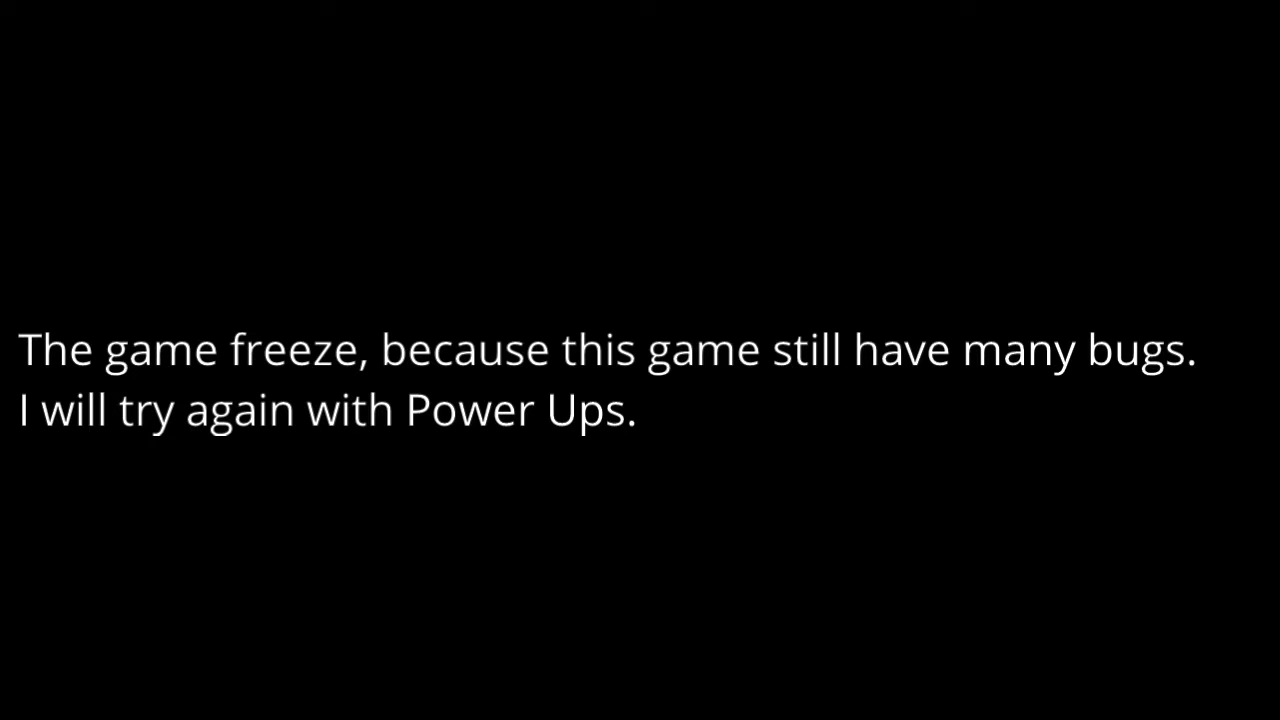 The game freeze, because this game still have many bugs.
I will try again with Power Ups.